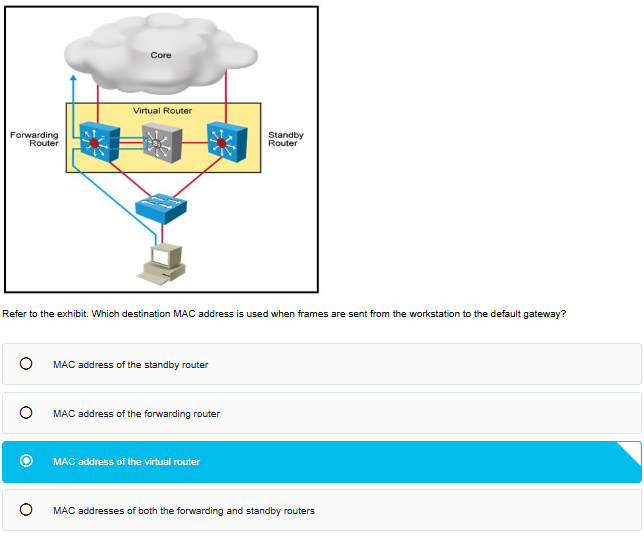 Core
Virtual Router
Forwarding
Router
Standby
Router
Refer to the exhibit. Which destination MAC address is used when frames are sent from the workstation to the default gateway?
MAC address of the standby router
MAC address of the forwarding router
MAC address of the virtual router
MAC addresses of both the forwarding and standby routers